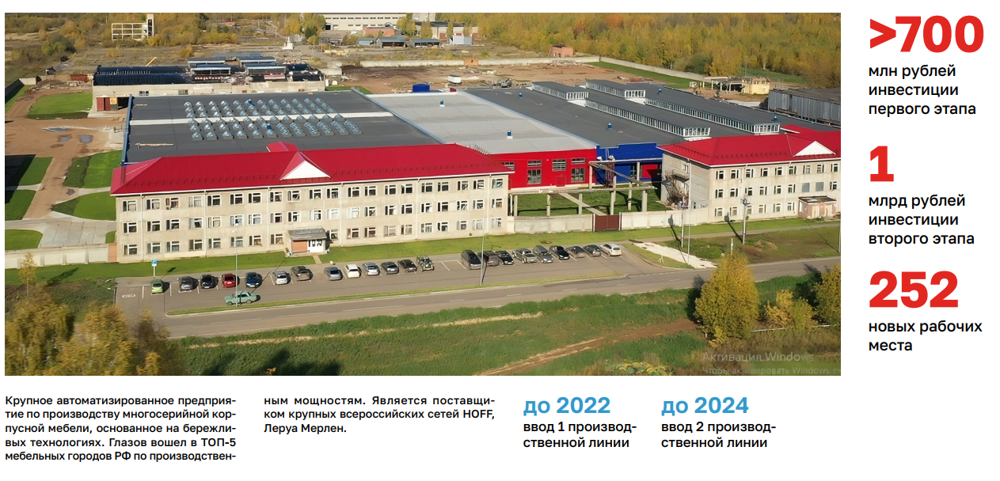 >700
млн рублей
инвестиции
первого этапа
1
млрд рублей
инвестиции
второго этапа
252
новых рабочих
места
Активация Windows
Чтобы активировать Windows
Крупное автоматизированное предприя-
тие по производству многосерийной кор-
пусной мебели, основанное на бережли-
вых технологиях. Глазов вошел в ТОП-5
мебельных городов РФ по производствен-
ным мощностям. Является поставщи-
ком крупных всероссийских сетей HOFF,
Леруа Мерлен.
до 2022
ввод 1 производ-
ственной линии
до 2024
ввод 2 производ-
ственной линии